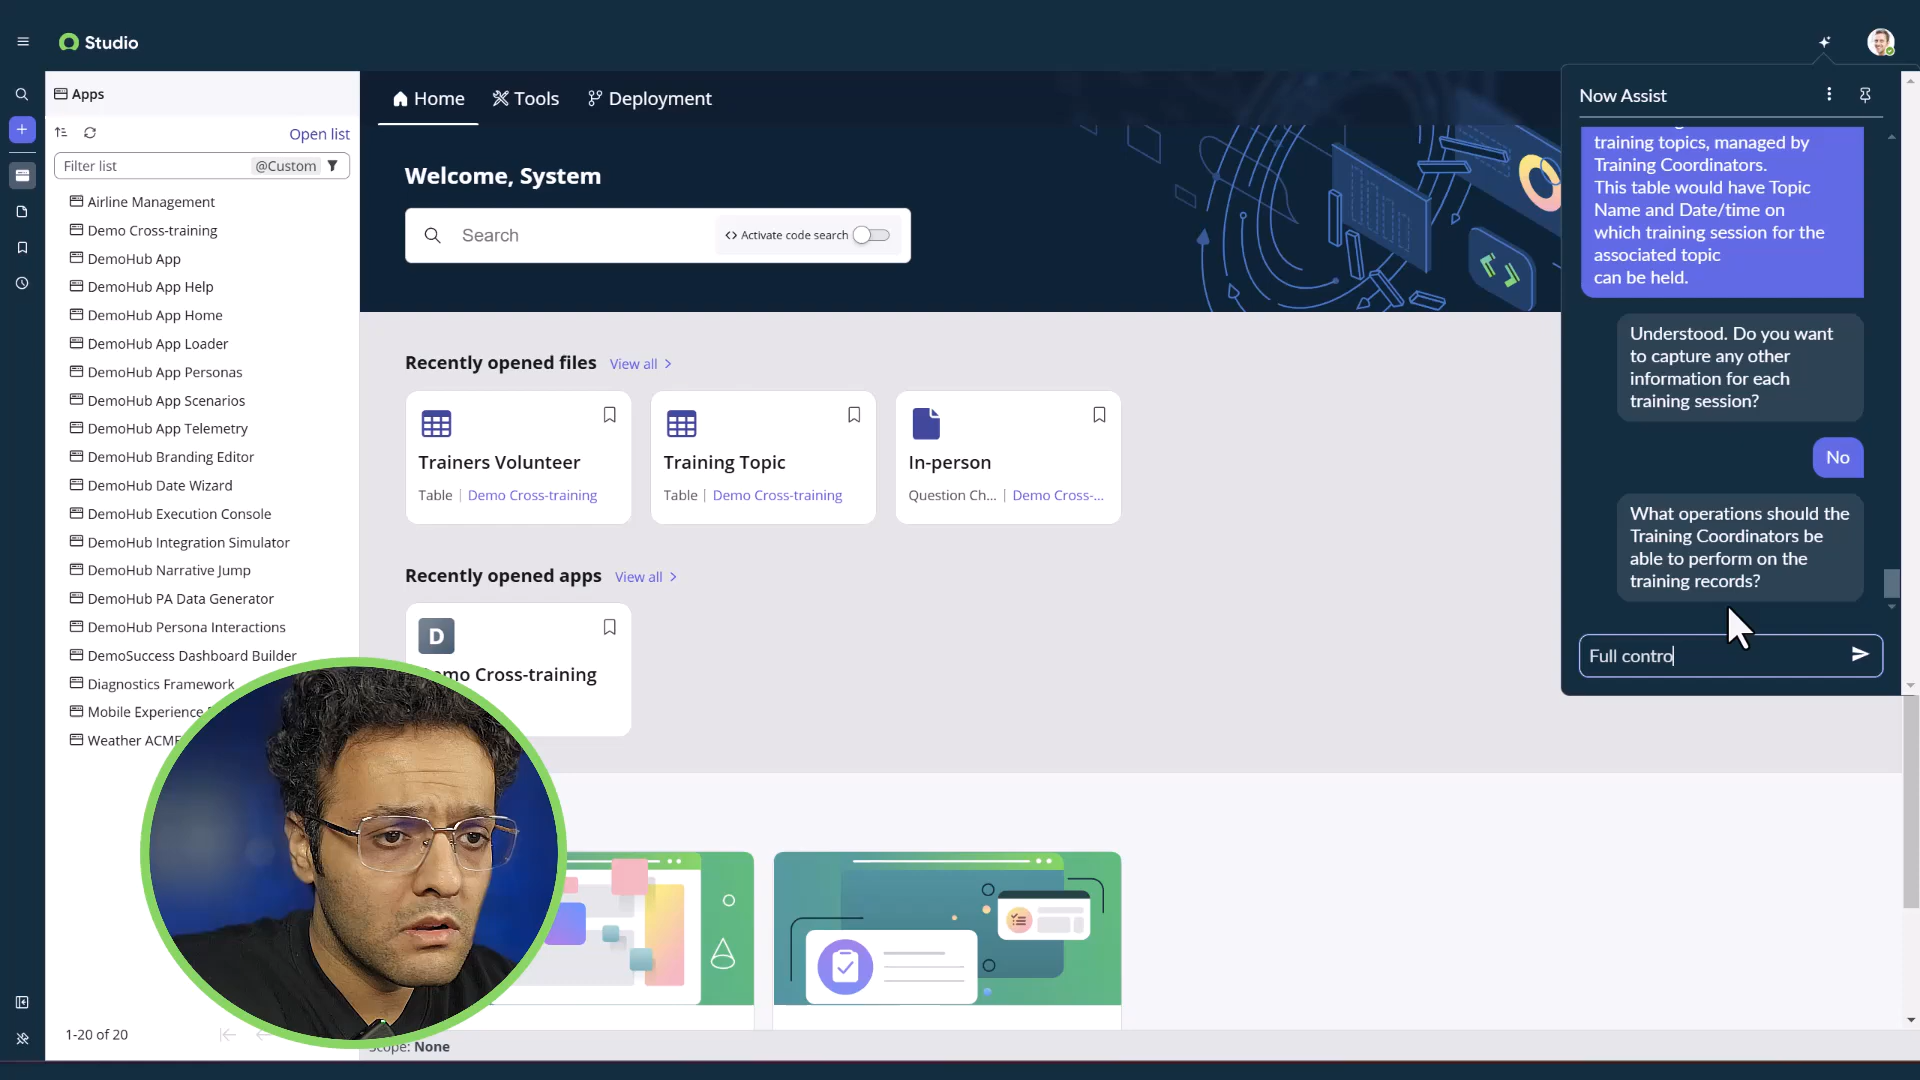 Studio
Apps
Open list
Filter list
@Custom
Airline Management
Demo Cross-training
DemoHub App
DemoHub App Help
DemoHub App Home
DemoHub App Loader
DemoHub App Personas
DemoHub App Scenarios
DemoHub App Telemetry
DemoHub Branding Editor
DemoHub Date Wizard
DemoHub Execution Console
DemoHub Integration Simulator
DemoHub Narrative Jump
DemoHub PA Data Generator
DemoHub Persona Interactions
DemoSuccess Dashboard Builder
Diagnostics Framework
Mobile Experience
Weather ACME
1-20 of 20
Home
Tools
Deployment
Welcome, System
Search
Activate code search
Recently opened files
View all
Trainers Volunteer
Table | Demo Cross-training
Training Topic
Table | Demo Cross-training
In-person
Question Ch... | Demo Cross-...
Recently opened apps
View all
D
Demo Cross-training
Scope: None
Now Assist
training topics, managed by
Training Coordinators.
This table would have Topic
Name and Date/time on
which training session for the
associated topic
can be held.
Understood. Do you want
to capture any other
information for each
training session?
No
What operations should the
Training Coordinators be
able to perform on the
training records?
Full contro